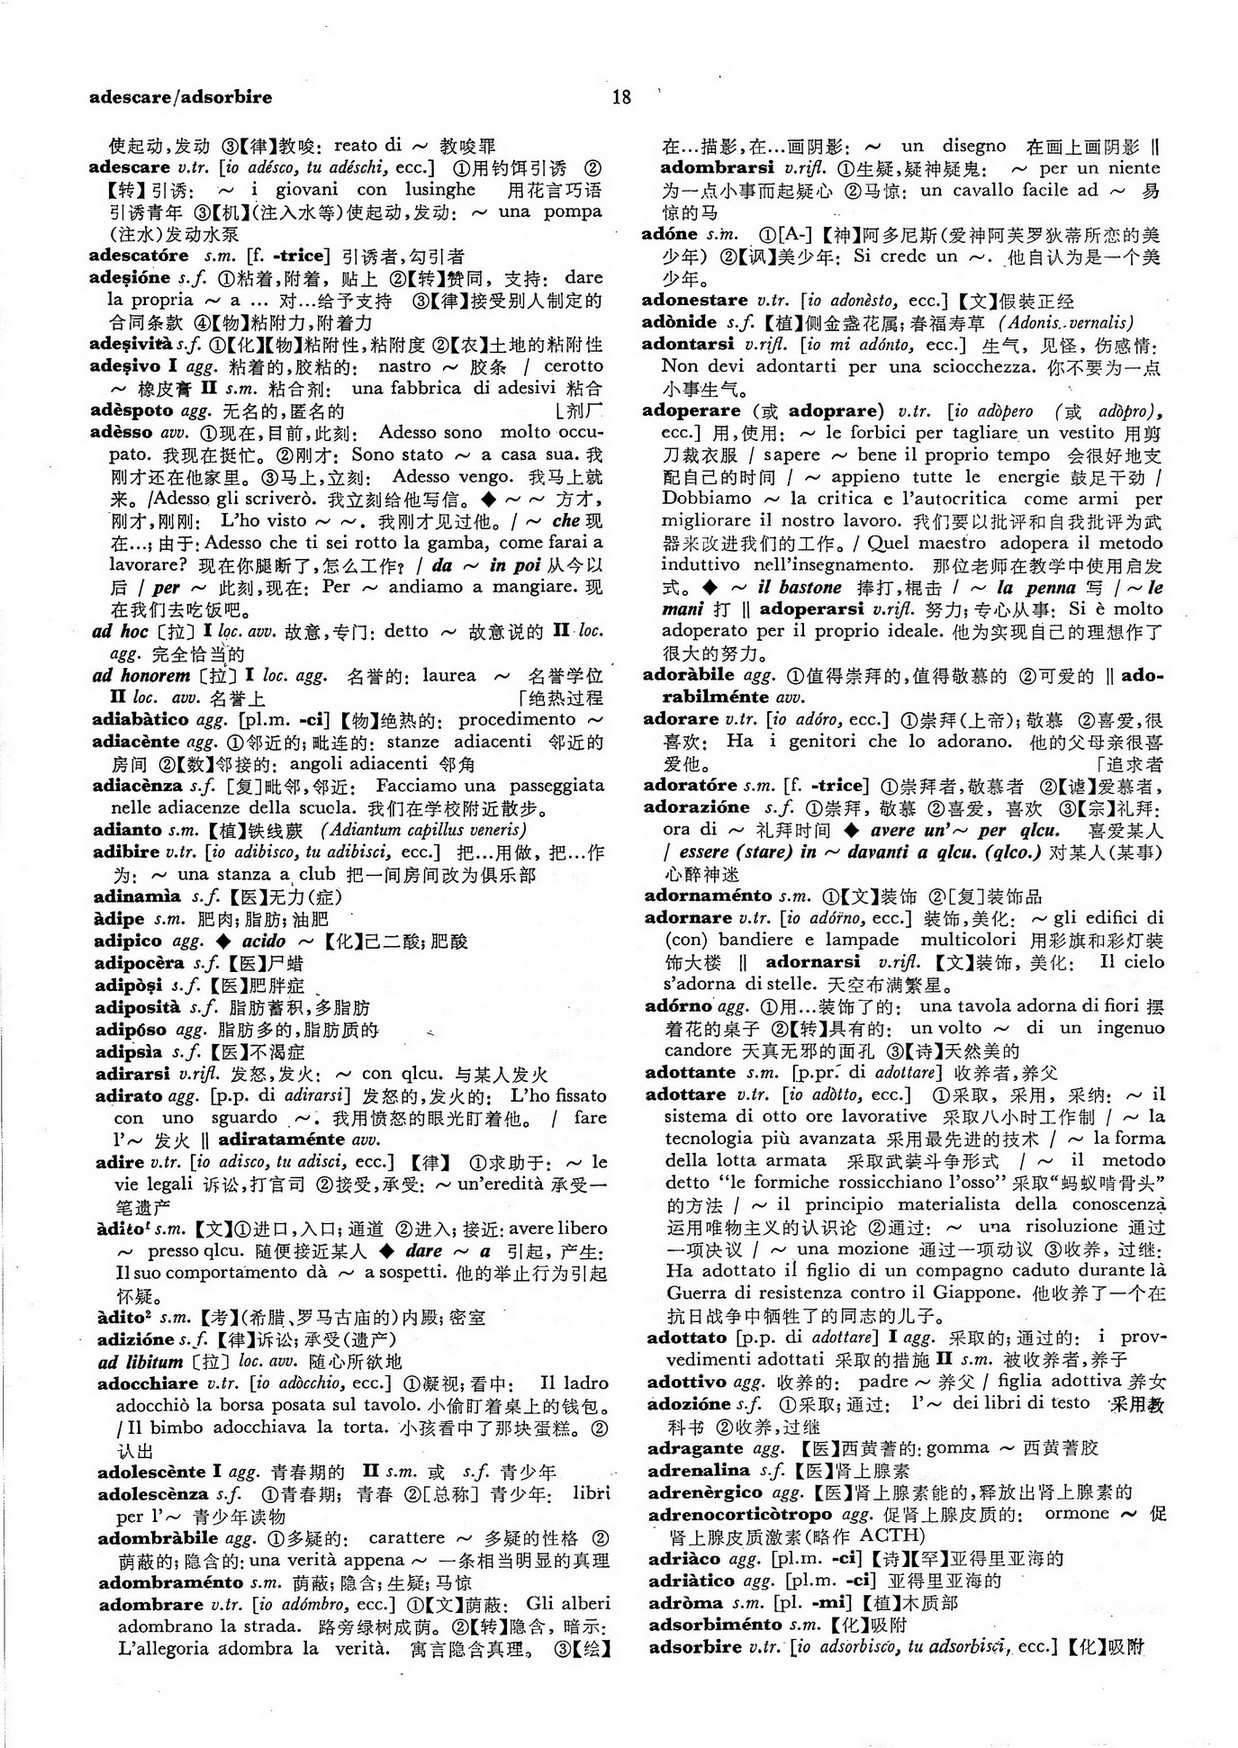 adescare/adsorbire
18
使起动,发动 ③【律】教唆: reato di ～ 教唆罪
adescare v.tr. [io adésco, tu adéschi, ecc.] ①用钓饵引诱 ②
【转】引诱: ～ i giovani con lusinghe 用花言巧语
引诱青年 ③【机】(注入水等)使起动,发动: ～ una pompa
(注水)发动水泵
adescatóre s.m. [f. -trice] 引诱者,勾引者
adeṣióne s.f. ①粘着,附着, 贴上 ②【转】赞同, 支持: dare
la propria ～ a … 对…给予支持 ③【律】接受别人制定的
合同条款 ④【物】粘附力,附着力
adeṣività s.f. ①【化】【物】粘附性,粘附度 ②【农】土地的粘附性
adeṣivo I agg. 粘着的,胶粘的: nastro ～ 胶条 / cerotto
～ 橡皮膏 II s.m. 粘合剂: una fabbrica di adesivi 粘合
adèspoto agg. 无名的,匿名的 ⌊剂厂
adèsso avv. ①现在,目前,此刻: Adesso sono molto occu-
pato. 我现在挺忙。②刚才: Sono stato ～ a casa sua. 我
刚才还在他家里。③马上,立刻: Adesso vengo. 我马上就
来。/Adesso gli scriverò. 我立刻给他写信。◆ ～ ～ 方才,
刚才,刚刚: L'ho visto ～ ～. 我刚才见过他。/ ～ che 现
在…; 由于: Adesso che ti sei rotto la gamba, come farai a
lavorare? 现在你腿断了,怎么工作? / da ～ in poi 从今以
后 / per ～ 此刻,现在: Per ～ andiamo a mangiare. 现
在我们去吃饭吧。
ad hoc〔拉〕I loc. avv. 故意,专门: detto ～ 故意说的 II loc.
agg. 完全恰当的
ad honorem〔拉〕I loc. agg. 名誉的: laurea ～ 名誉学位
II loc. avv. 名誉上 ⌈绝热过程
adiabàtico agg. [pl.m. -ci]【物】绝热的: procedimento ～
adiacènte agg. ①邻近的; 毗连的: stanze adiacenti 邻近的
房间 ②【数】邻接的: angoli adiacenti 邻角
adiacènza s.f. [复]毗邻,邻近: Facciamo una passeggiata
nelle adiacenze della scuola. 我们在学校附近散步。
adianto s.m.【植】铁线蕨 (Adiantum capillus veneris)
adibire v.tr. [io adibisco, tu adibisci, ecc.] 把…用做, 把…作
为: ～ una stanza a club 把一间房间改为俱乐部
adinamìa s.f.【医】无力(症)
àdipe s.m. 肥肉; 脂肪; 油肥
adipico agg. ◆ acido ～【化】己二酸; 肥酸
adipocèra s.f.【医】尸蜡
adipòṣi s.f.【医】肥胖症
adiposità s.f. 脂肪蓄积,多脂肪
adipóso agg. 脂肪多的,脂肪质的
adipsìa s.f.【医】不渴症
adirarsi v.rifl. 发怒,发火: ～ con qlcu. 与某人发火
adirato agg. [p.p. di adirarsi] 发怒的,发火的: L'ho fissato
con uno sguardo ～. 我用愤怒的眼光盯着他。 / fare
l'～ 发火 ‖ adirataménte avv.
adire v.tr. [io adisco, tu adisci, ecc.]【律】 ①求助于: ～ le
vie legali 诉讼,打官司 ②接受,承受: ～ un'eredità 承受一
笔遗产
àdito¹ s.m.【文】①进口,入口; 通道 ②进入; 接近: avere libero
～ presso qlcu. 随便接近某人 ◆ dare ～ a 引起, 产生:
Il suo comportamento dà ～ a sospetti. 他的举止行为引起
怀疑。
àdito² s.m.【考】(希腊、罗马古庙的)内殿; 密室
adizióne s.f.【律】诉讼; 承受(遗产)
ad libitum〔拉〕loc. avv. 随心所欲地
adocchiare v.tr. [io adòcchio, ecc.] ①凝视; 看中: Il ladro
adocchiò la borsa posata sul tavolo. 小偷盯着桌上的钱包。
/ Il bimbo adocchiava la torta. 小孩看中了那块蛋糕。②
认出
adolescènte I agg. 青春期的 II s.m. 或 s.f. 青少年
adolescènza s.f. ①青春期; 青春 ②[总称] 青少年: libri
per l'～ 青少年读物
adombràbile agg. ①多疑的: carattere ～ 多疑的性格 ②
荫蔽的; 隐含的: una verità appena ～ 一条相当明显的真理
adombraménto s.m. 荫蔽; 隐含; 生疑; 马惊
adombrare v.tr. [io adómbro, ecc.] ①【文】荫蔽: Gli alberi
adombrano la strada. 路旁绿树成荫。②【转】隐含, 暗示:
L'allegoria adombra la verità. 寓言隐含真理。 ③【绘】
在…描影,在…画阴影: ～ un disegno 在画上画阴影 ‖
adombrarsi v.rifl. ①生疑,疑神疑鬼: ～ per un niente
为一点小事而起疑心 ②马惊: un cavallo facile ad ～ 易
惊的马
adóne s.m. ①[A-]【神】阿多尼斯(爱神阿芙罗狄蒂所恋的美
少年) ②【讽】美少年: Si crede un ～. 他自认为是一个美
少年。
adonestare v.tr. [io adonèsto, ecc.]【文】假装正经
adònide s.f.【植】侧金盏花属; 春福寿草 (Adonis vernalis)
adontarsi v.rifl. [io mi adónto, ecc.] 生气, 见怪, 伤感情:
Non devi adontarti per una sciocchezza. 你不要为一点
小事生气。
adoperare (或 adoprare) v.tr. [io adòpero (或 adòpro),
ecc.] 用,使用: ～ le forbici per tagliare un vestito 用剪
刀裁衣服 / sapere ～ bene il proprio tempo 会很好地支
配自己的时间 / ～ appieno tutte le energie 鼓足干劲 /
Dobbiamo ～ la critica e l'autocritica come armi per
migliorare il nostro lavoro. 我们要以批评和自我批评为武
器来改进我们的工作。/ Quel maestro adopera il metodo
induttivo nell'insegnamento. 那位老师在教学中使用启发
式。◆ ～ il bastone 捧打,棍击 / ～ la penna 写 / ～ le
mani 打 ‖ adoperarsi v.rifl. 努力; 专心从事: Si è molto
adoperato per il proprio ideale. 他为实现自己的理想作了
很大的努力。
adoràbile agg. ①值得崇拜的,值得敬慕的 ②可爱的 ‖ ado-
rabilménte avv.
adorare v.tr. [io adóro, ecc.] ①崇拜(上帝); 敬慕 ②喜爱,很
喜欢: Ha i genitori che lo adorano. 他的父母亲很喜
爱他。 ⌈追求者
adoratóre s.m. [f. -trice] ①崇拜者,敬慕者 ②【谑】爱慕者,
adorazióne s.f. ①崇拜, 敬慕 ②喜爱, 喜欢 ③【宗】礼拜:
ora di ～ 礼拜时间 ◆ avere un'～ per qlcu. 喜爱某人
/ essere (stare) in ～ davanti a qlcu. (qlco.) 对某人(某事)
心醉神迷
adornaménto s.m. ①【文】装饰 ②[复]装饰品
adornare v.tr. [io adórno, ecc.] 装饰,美化: ～ gli edifici di
(con) bandiere e lampade multicolori 用彩旗和彩灯装
饰大楼 ‖ adornarsi v.rifl.【文】装饰, 美化: Il cielo
s'adorna di stelle. 天空布满繁星。
adórno agg. ①用…装饰了的: una tavola adorna di fiori 摆
着花的桌子 ②【转】具有的: un volto ～ di un ingenuo
candore 天真无邪的面孔 ③【诗】天然美的
adottante s.m. [p.pr. di adottare] 收养者,养父
adottare v.tr. [io adòtto, ecc.] ①采取, 采用, 采纳: ～ il
sistema di otto ore lavorative 采取八小时工作制 / ～ la
tecnologia più avanzata 采用最先进的技术 / ～ la forma
della lotta armata 采取武装斗争形式 / ～ il metodo
detto “le formiche rossicchiano l'osso” 采取“蚂蚁啃骨头”
的方法 / ～ il principio materialista della conoscenza
运用唯物主义的认识论 ②通过: ～ una risoluzione 通过
一项决议 / ～ una mozione 通过一项动议 ③收养, 过继:
Ha adottato il figlio di un compagno caduto durante la
Guerra di resistenza contro il Giappone. 他收养了一个在
抗日战争中牺牲了的同志的儿子。
adottato [p.p. di adottare] I agg. 采取的; 通过的: i prov-
vedimenti adottati 采取的措施 II s.m. 被收养者,养子
adottivo agg. 收养的: padre ～ 养父 / figlia adottiva 养女
adozióne s.f. ①采取; 通过: l'～ dei libri di testo 采用教
科书 ②收养,过继
adragante agg.【医】西黄蓍的: gomma ～ 西黄蓍胶
adrenalina s.f.【医】肾上腺素
adrenèrgico agg.【医】肾上腺素能的,释放出肾上腺素的
adrenocorticòtropo agg. 促肾上腺皮质的: ormone ～ 促
肾上腺皮质激素(略作 ACTH)
adriàco agg. [pl.m. -ci]【诗】【罕】亚得里亚海的
adriàtico agg. [pl.m. -ci] 亚得里亚海的
adròma s.m. [pl. -mi]【植】木质部
adsorbiménto s.m.【化】吸附
adsorbire v.tr. [io adsorbisco, tu adsorbisci, ecc.]【化】吸附